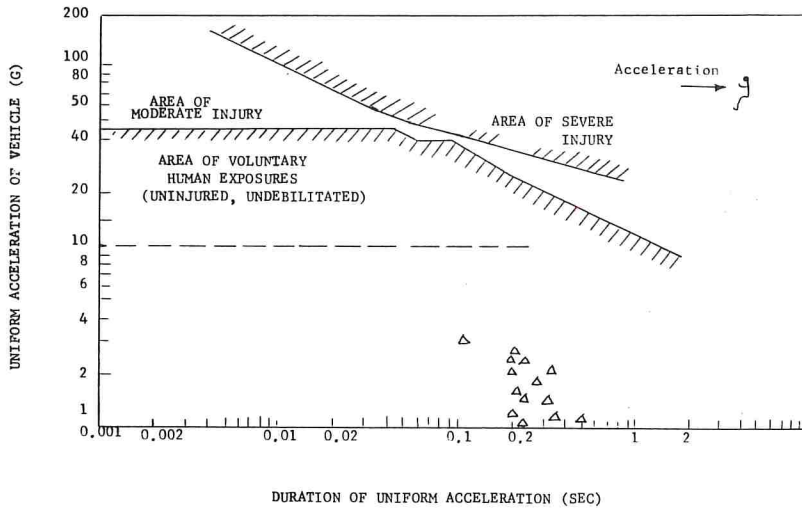 200
100
80
50
40
20
10
8
6
4
2
1
UNIFORM ACCELERATION OF VEHICLE (G)
Acceleration
AREA OF
MODERATE INJURY
AREA OF SEVERE
INJURY
AREA OF VOLUNTARY
HUMAN EXPOSURES
(UNINJURED, UNDEBILITATED)
0.001 0.002 0.01 0.02 0.1 0.2 1 2
DURATION OF UNIFORM ACCELERATION (SEC)